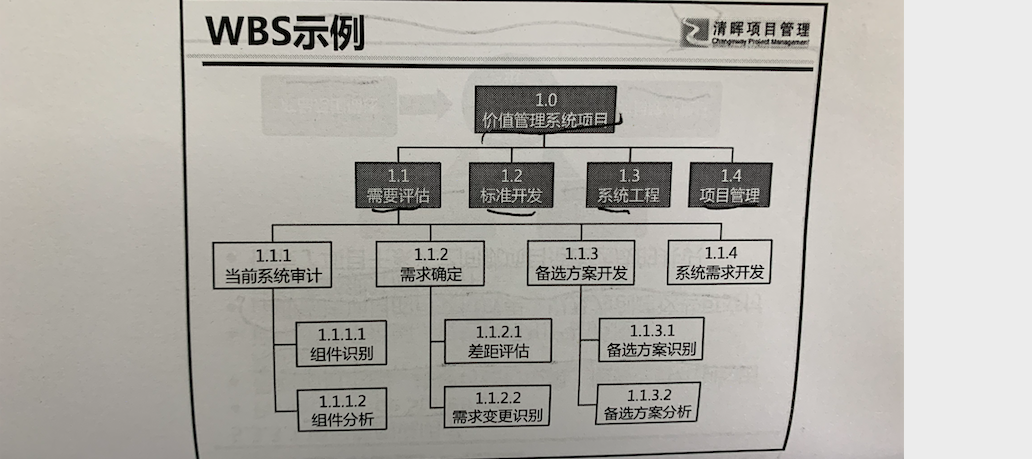 WBS示例
清晖项目管理
Changinway Project Management
1.0
价值管理系统项目
1.1
需要评估
1.2
标准开发
1.3
系统工程
1.4
项目管理
1.1.1
当前系统审计
1.1.2
需求确定
1.1.3
备选方案开发
1.1.4
系统需求开发
1.1.1.1
组件识别
1.1.2.1
差距评估
1.1.3.1
备选方案识别
1.1.1.2
组件分析
1.1.2.2
需求变更识别
1.1.3.2
备选方案分析